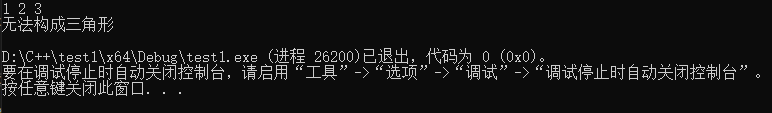 1 2 3
无法构成三角形
D:\C++\test1\x64\Debug\test1.exe (进程 26200)已退出，代码为 0 (0x0)。
要在调试停止时自动关闭控制台，请启用“工具”->“选项”->“调试”->“调试停止时自动关闭控制台”。
按任意键关闭此窗口. . .